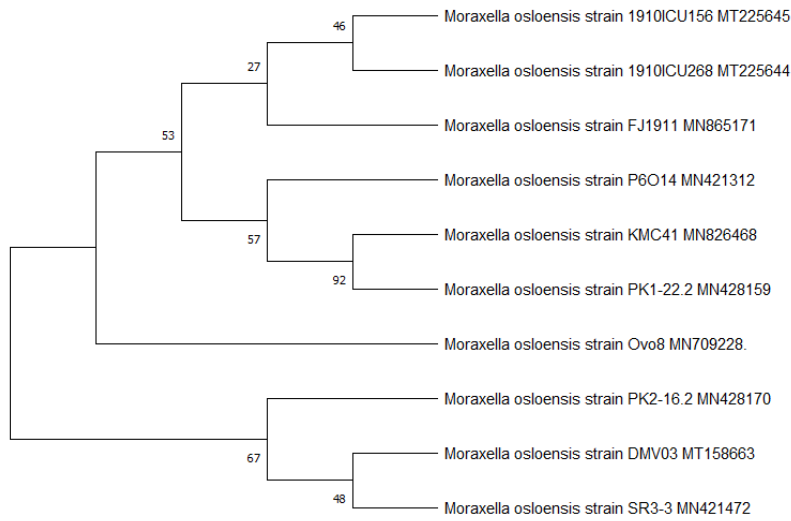 46
Moraxella osloensis strain 1910ICU156 MT225645
27
Moraxella osloensis strain 1910ICU268 MT225644
53
Moraxella osloensis strain FJ1911 MN865171
Moraxella osloensis strain P6O14 MN421312
57
Moraxella osloensis strain KMC41 MN826468
92
Moraxella osloensis strain PK1-22.2 MN428159
Moraxella osloensis strain Ovo8 MN709228.
Moraxella osloensis strain PK2-16.2 MN428170
67
Moraxella osloensis strain DMV03 MT158663
48
Moraxella osloensis strain SR3-3 MN421472